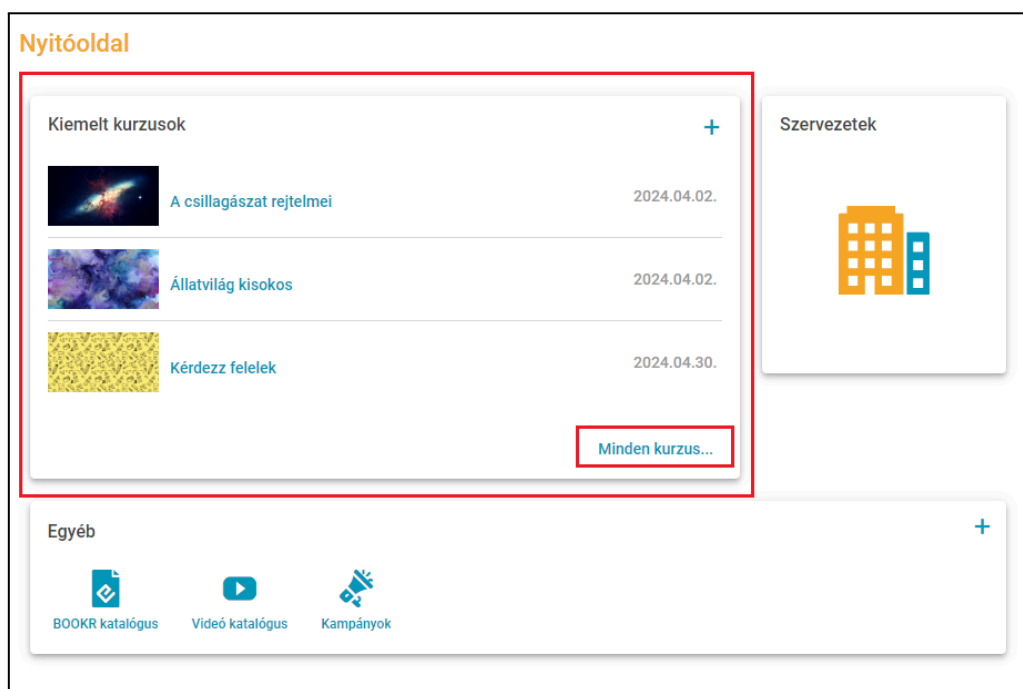 Nyitóoldal
Kiemelt kurzusok
+
A csillagászat rejtelmei
2024.04.02.
Állatvilág kisokos
2024.04.02.
Kérdezz felelek
2024.04.30.
Minden kurzus...
Szervezetek
Egyéb
+
BOOKR katalógus
Videó katalógus
Kampányok